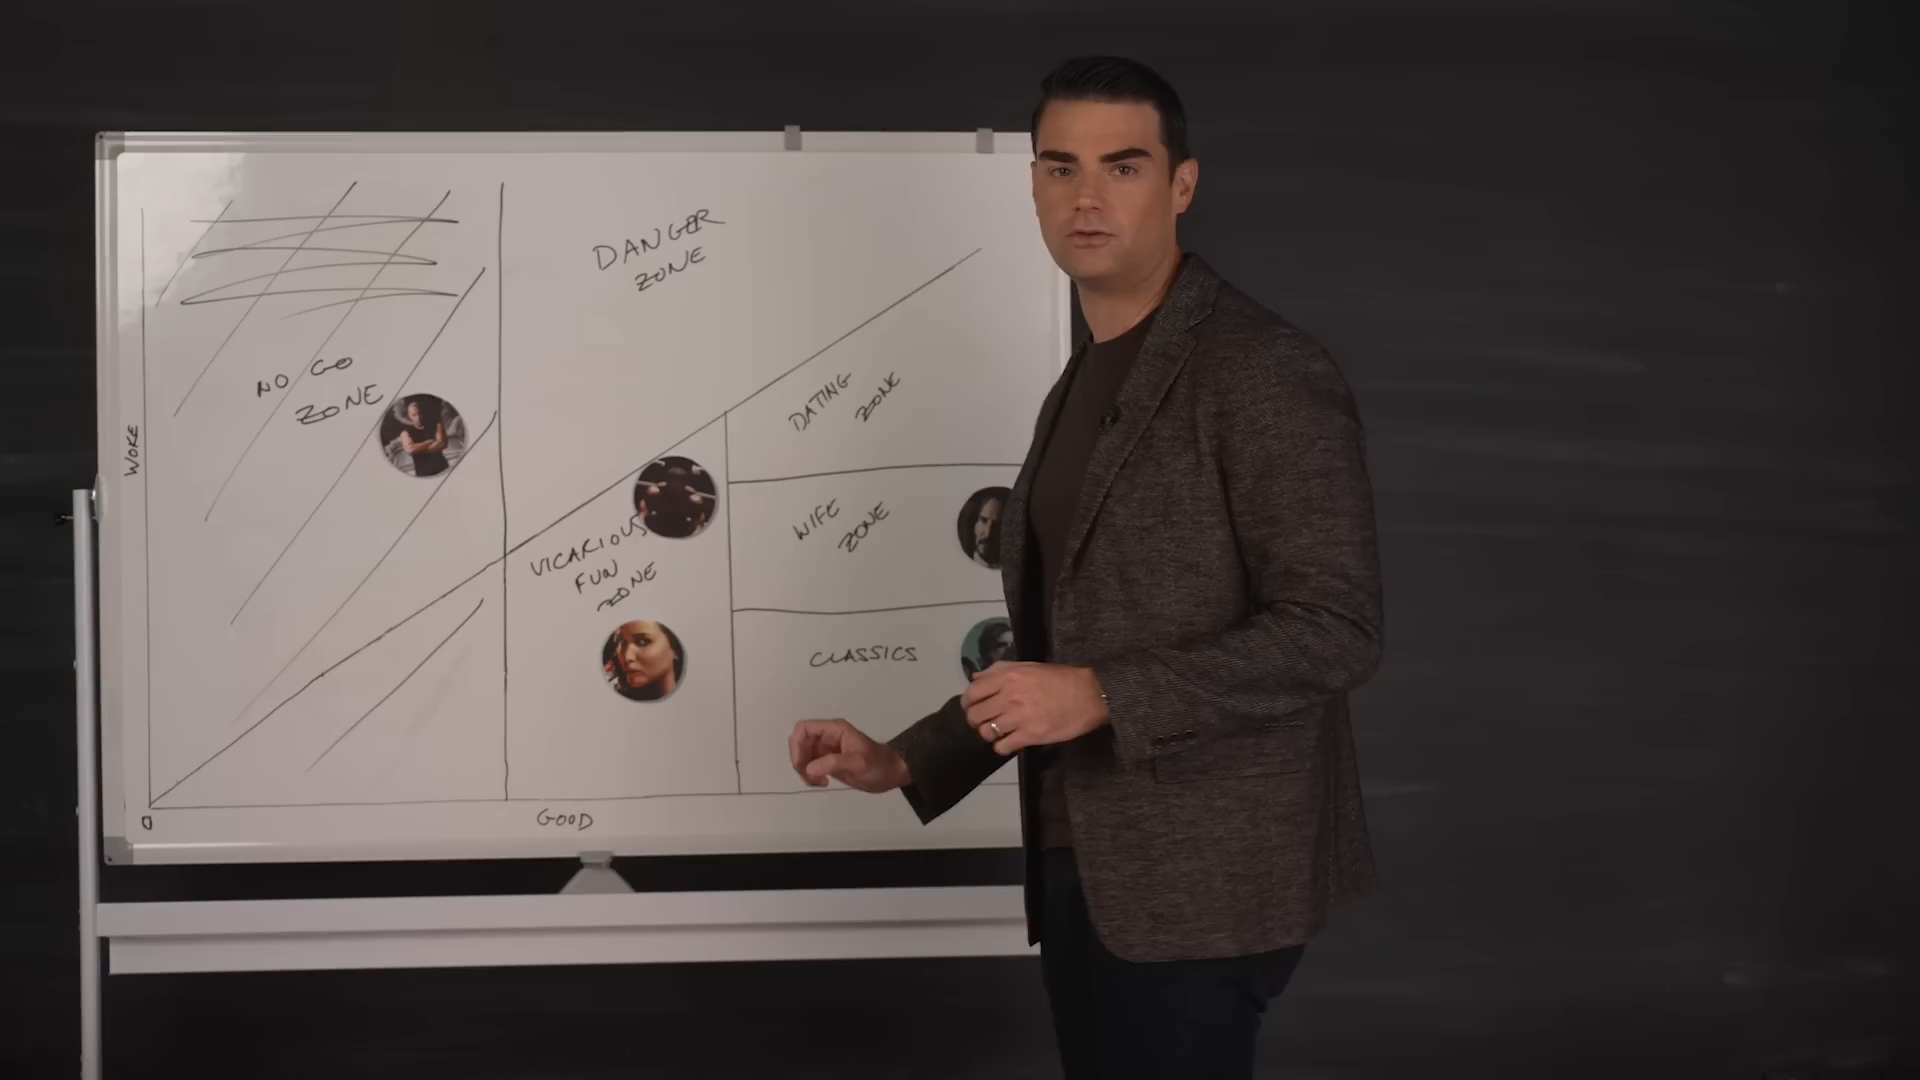 DANGER
ZONE
NO GO
ZONE
WOKE
DATING
ZONE
WIFE
ZONE
VICARIOUS
FUN
ZONE
CLASSICS
0
GOOD